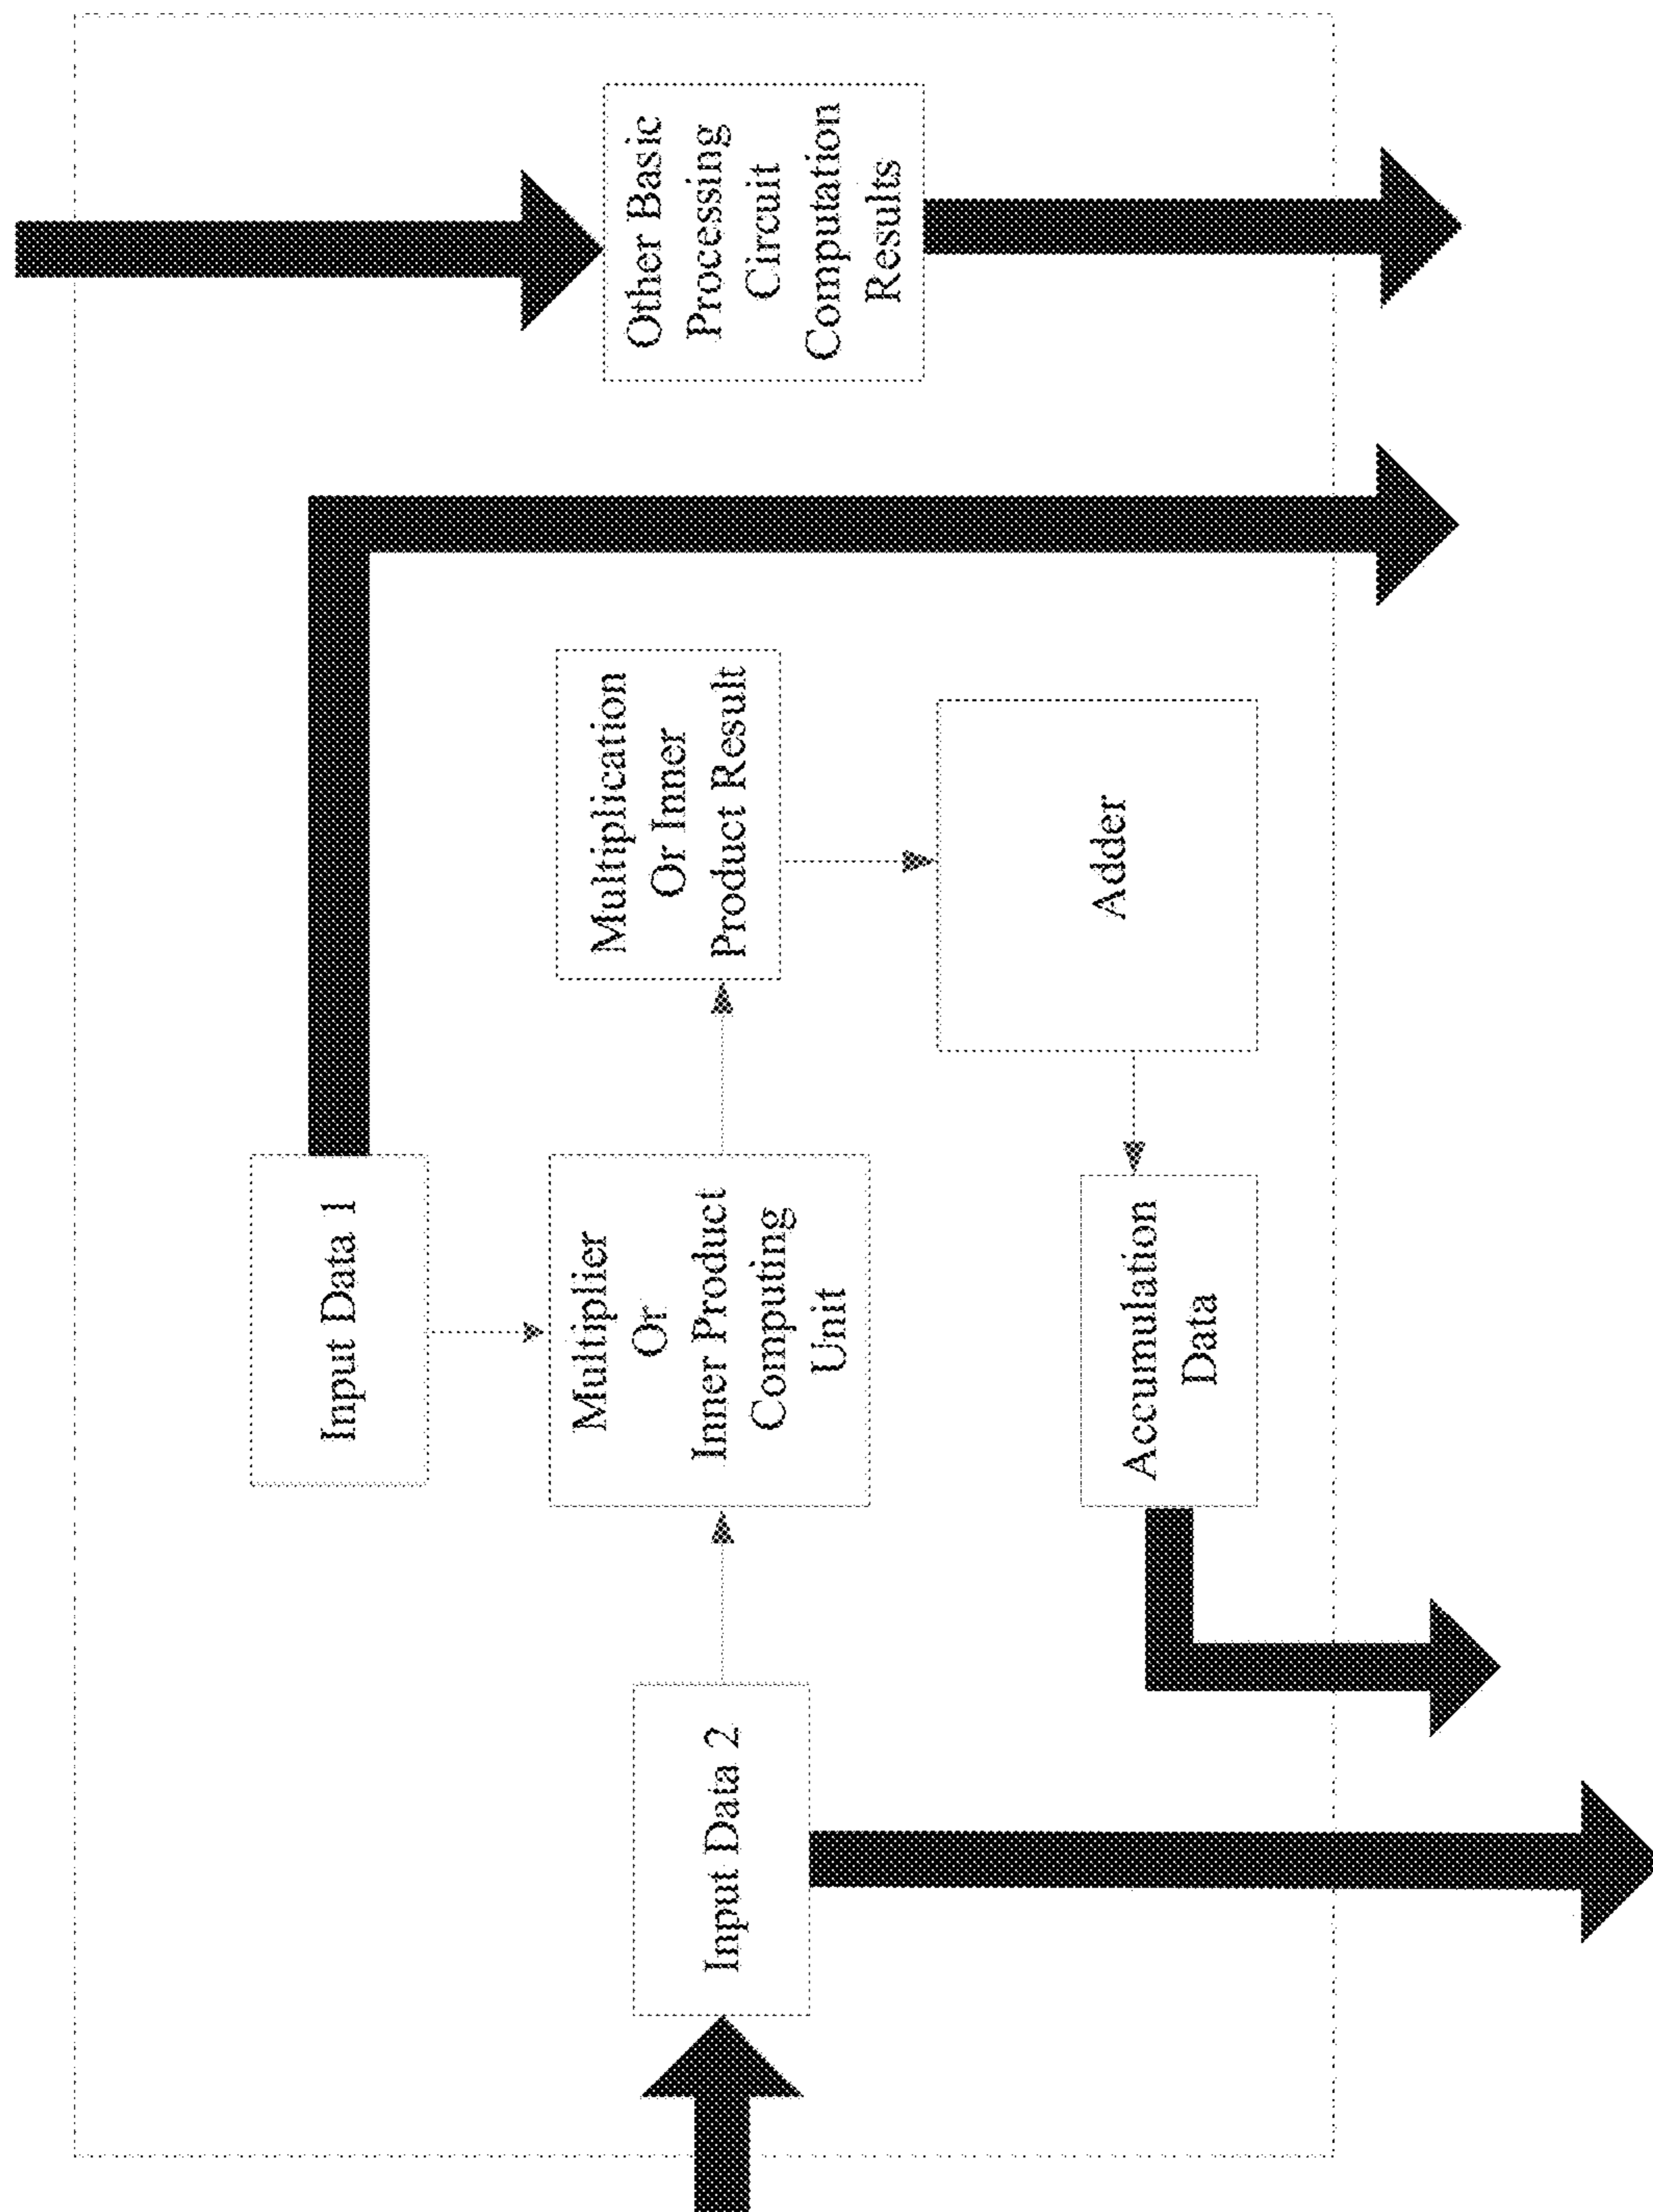 Input Data 1
Input Data 2
Multiplier
Or
Inner Product
Computing
Unit
Multiplication
Or Inner
Product Result
Adder
Accumulation
Data
Other Basic
Processing
Circuit
Computation
Results